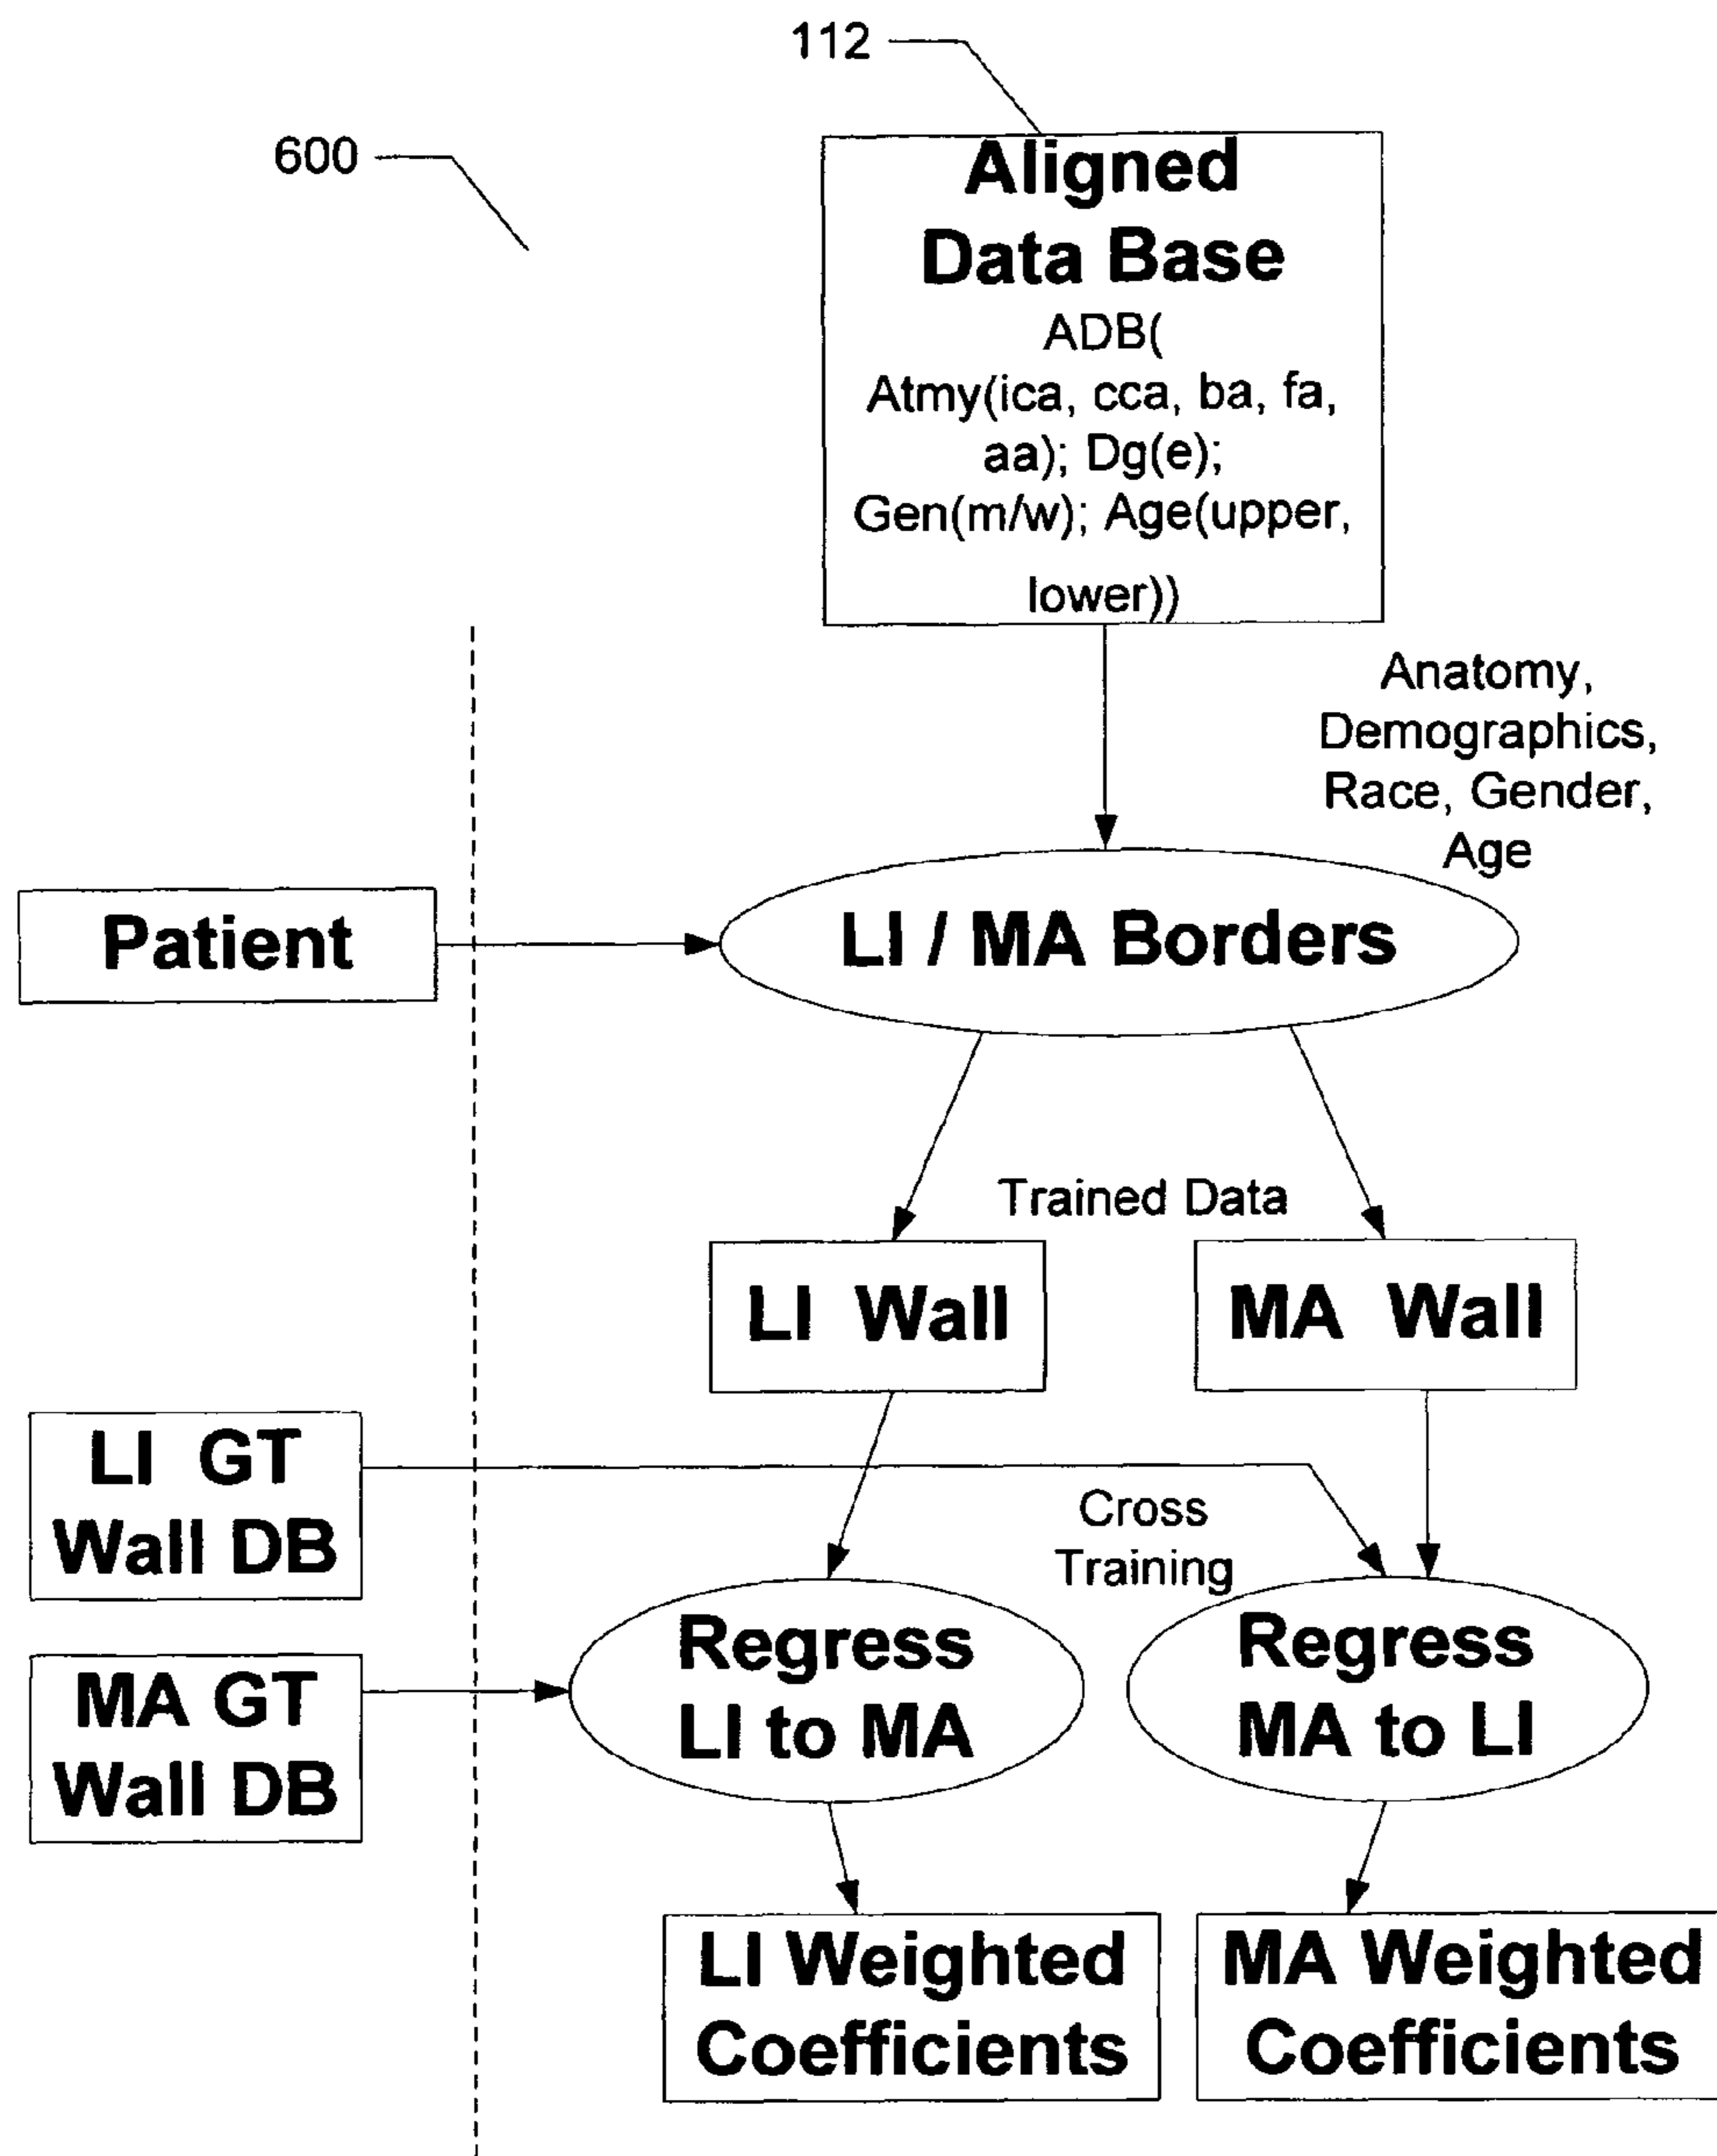 112
600
Aligned
Data Base
ADB(
Atmy(ica, cca, ba, fa,
aa); Dg(e);
Gen(m/w); Age(upper,
lower))
Anatomy,
Demographics,
Race, Gender,
Age
Patient
LI / MA Borders
Trained Data
LI Wall
MA Wall
LI GT
Wall DB
Cross
Training
MA GT
Wall DB
Regress
LI to MA
Regress
MA to LI
LI Weighted
Coefficients
MA Weighted
Coefficients